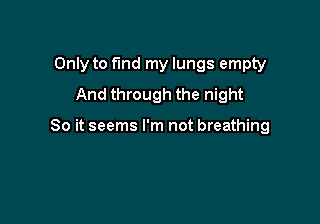 Only to find my lungs empty
And through the night
So it seems I'm not breathing